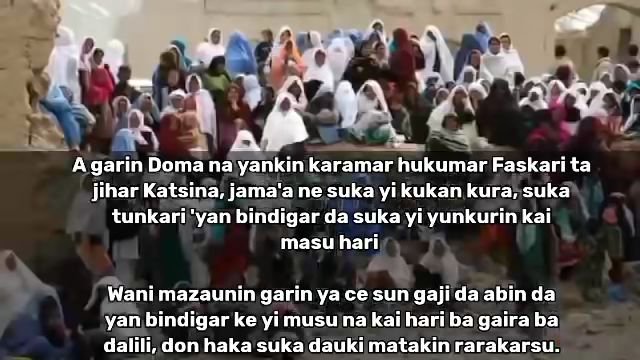 A garin Doma na yankin karamar hukumar Faskari ta
jihar Katsina, jama'a ne suka yi kukan kura, suka
tunkari 'yan bindigar da suka yi yunkurin kai
masu hari
Wani mazaunin garin ya ce sun gaji da abin da
yan bindigar ke yi musu na kai hari ba gaira ba
dalili, don haka suka dauki matakin rarakarsu.